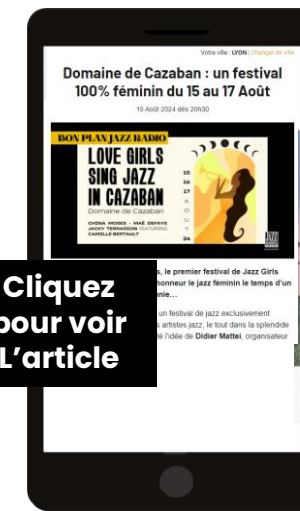 Votre ville : LYON | Changer de ville
Domaine de Cazaban : un festival
100% féminin du 15 au 17 Août
15 Août 2024 dès 20h30
BON PLAN JAZZ RADIO
LOVE GIRLS
SING JAZZ
IN CAZABAN
Domaine de Cazaban
CHINA MOSES - MAË DEFAYS
JACKY TERRASSON FEATURING
CAMILLE BERTAULT
15
16
17
A
O
U
T
24
JAZZ
RADIO
s, le premier festival de Jazz Girls
honneur le jazz féminin le temps d'un
nie…
un festival de jazz exclusivement
artistes jazz, le tout dans la splendide
l'idée de Didier Mattei, organisateur
Cliquez
pour voir
L'article